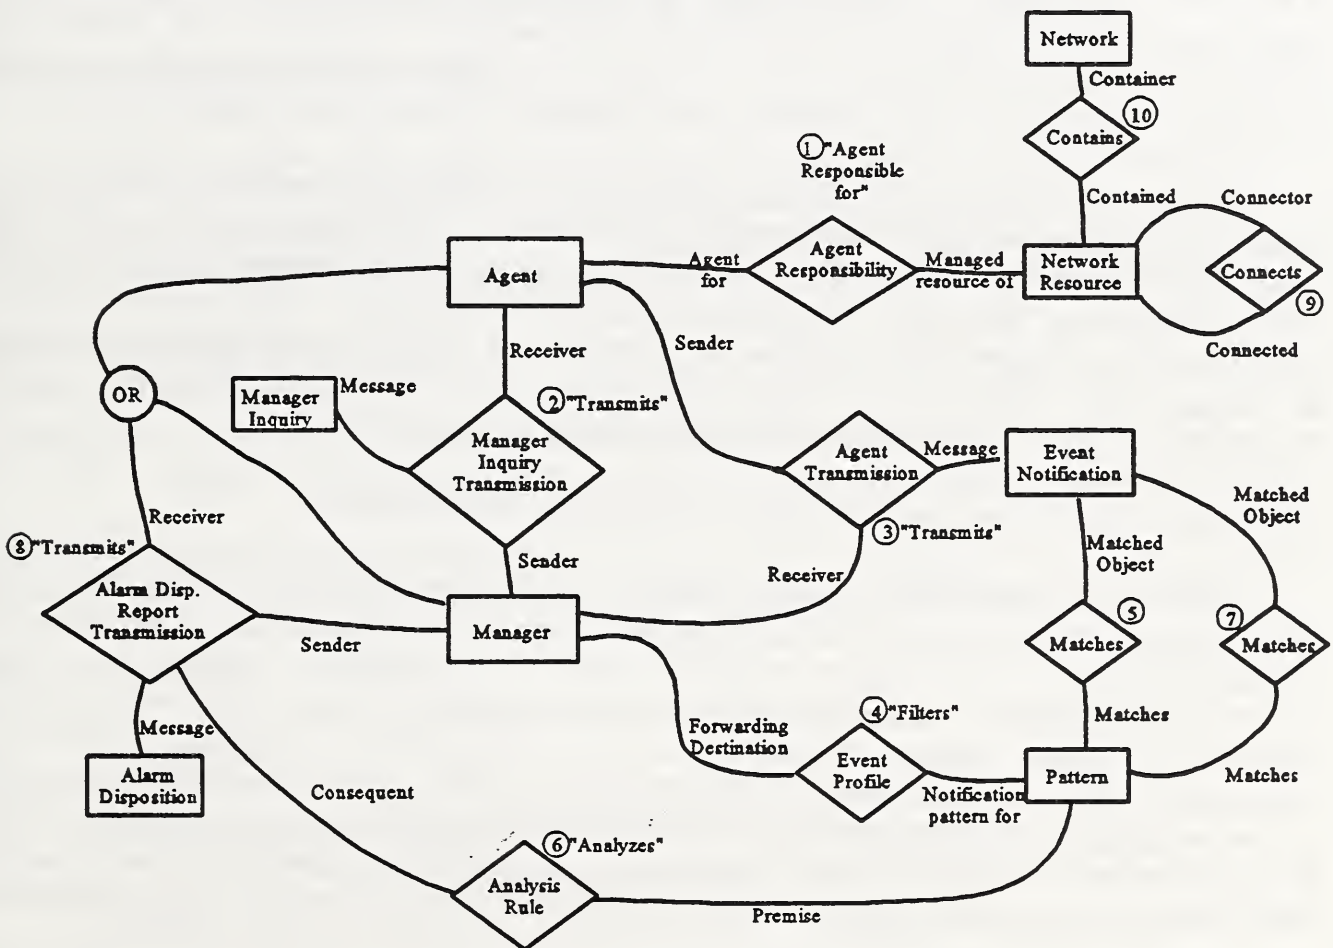 Network
Container
10
Contains
1 "Agent
Responsible
for"
Contained
Connector
Agent
Agent
for
Agent
Responsibility
Managed
resource of
Network
Resource
Connects
9
Receiver
Sender
Connected
OR
Manager
Inquiry
Message
2 "Transmits"
Manager
Inquiry
Transmission
Agent
Transmission
Message
Event
Notification
Matched
Object
Receiver
8 "Transmits"
Sender
3 "Transmits"
Matched
Object
Receiver
Alarm Disp.
Report
Transmission
Sender
Manager
5
Matches
7
Matches
Message
Forwarding
Destination
4 "Filters"
Matches
Alarm
Disposition
Consequent
Event
Profile
Notification
pattern for
Pattern
Matches
6 "Analyzes"
Analysis
Rule
Premise